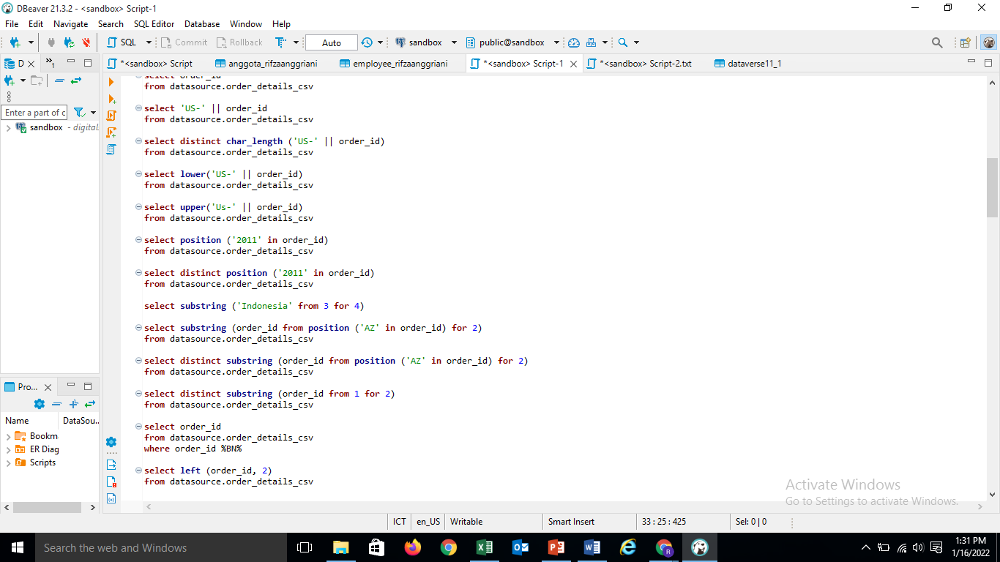 DBeaver 21.3.2 - <sandbox> Script-1
File Edit Navigate Search SQL Editor Database Window Help
SQL Commit Rollback Auto sandbox public@sandbox
D »1 *<sandbox> Script anggota_rifzaanggriani employee_rifzaanggriani *<sandbox> Script-1 *<sandbox> Script-2.txt dataverse11_1
Enter a part of c
sandbox - digital
select order_id
from datasource.order_details_csv
select 'US-' || order_id
from datasource.order_details_csv
select distinct char_length ('US-' || order_id)
from datasource.order_details_csv
select lower('US-' || order_id)
from datasource.order_details_csv
select upper('Us-' || order_id)
from datasource.order_details_csv
select position ('2011' in order_id)
from datasource.order_details_csv
select distinct position ('2011' in order_id)
from datasource.order_details_csv
select substring ('Indonesia' from 3 for 4)
select substring (order_id from position ('AZ' in order_id) for 2)
from datasource.order_details_csv
select distinct substring (order_id from position ('AZ' in order_id) for 2)
from datasource.order_details_csv
select distinct substring (order_id from 1 for 2)
from datasource.order_details_csv
select order_id
from datasource.order_details_csv
where order_id %BN%
select left (order_id, 2)
from datasource.order_details_csv
Pro...
Name DataSou..
Bookm
ER Diag
Scripts
Activate Windows
Go to Settings to activate Windows.
ICT en_US Writable Smart Insert 33 : 25 : 425 Sel: 0 | 0
Search the web and Windows
1:31 PM
1/16/2022